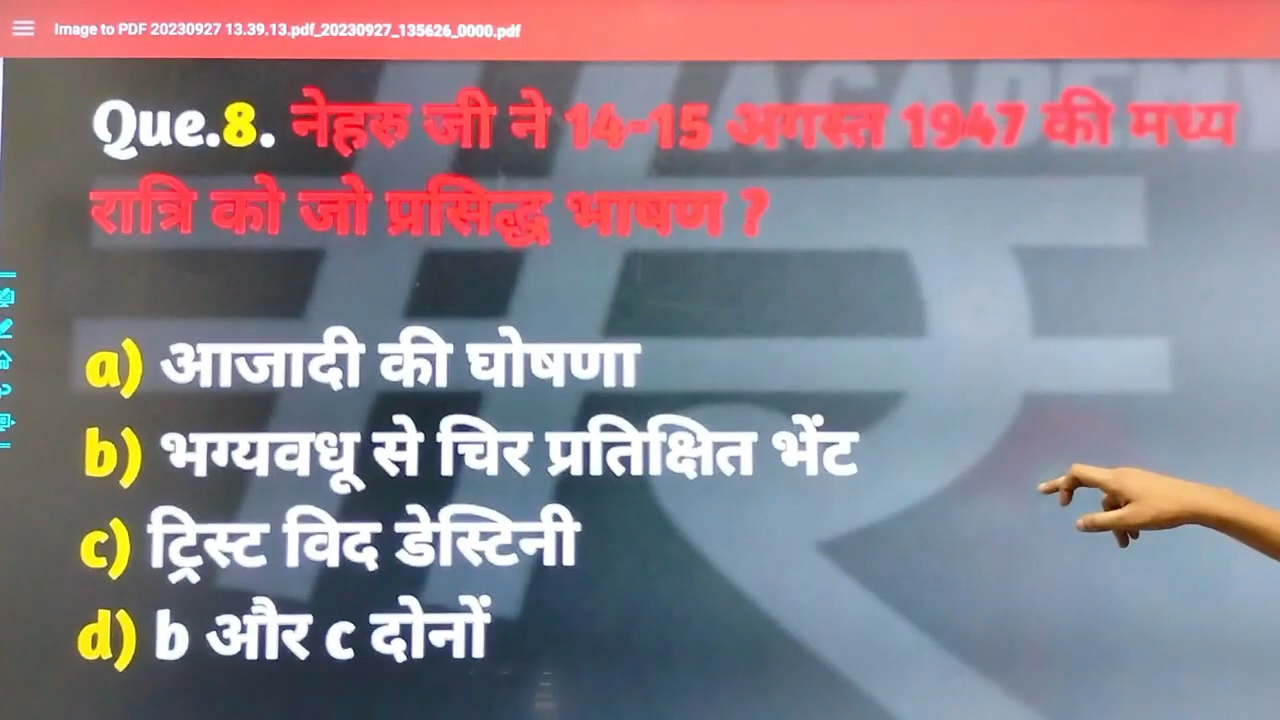 Image to PDF 20230927 13.39.13.pdf_20230927_135626_0000.pdf
ACADEMY
Que.8. नेहरु जी ने 14-15 अगस्त 1947 की मध्य
रात्रि को जो प्रसिद्ध भाषण ?
a) आजादी की घोषणा
b) भग्यवधू से चिर प्रतिक्षित भेंट
c) ट्रिस्ट विद डेस्टिनी
d) b और c दोनों